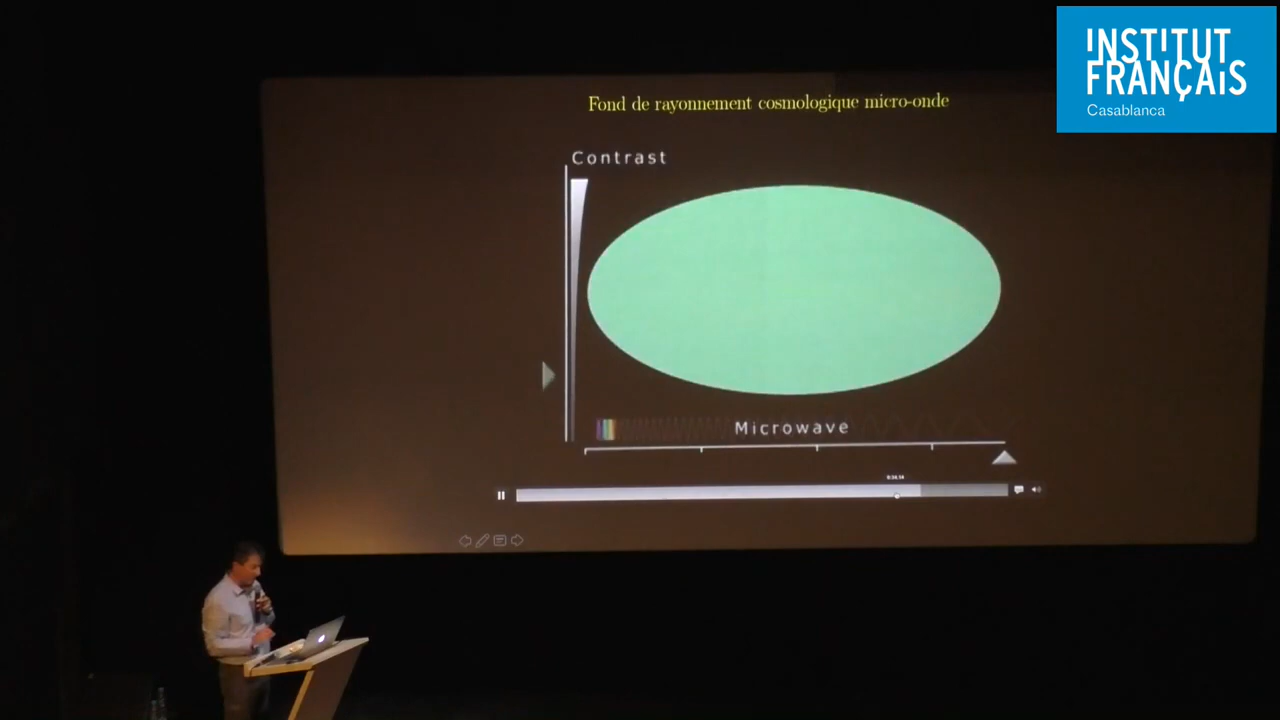 INSTITUT
FRANÇAIS
Casablanca
Fond de rayonnement cosmologique micro-onde
Contrast
Microwave